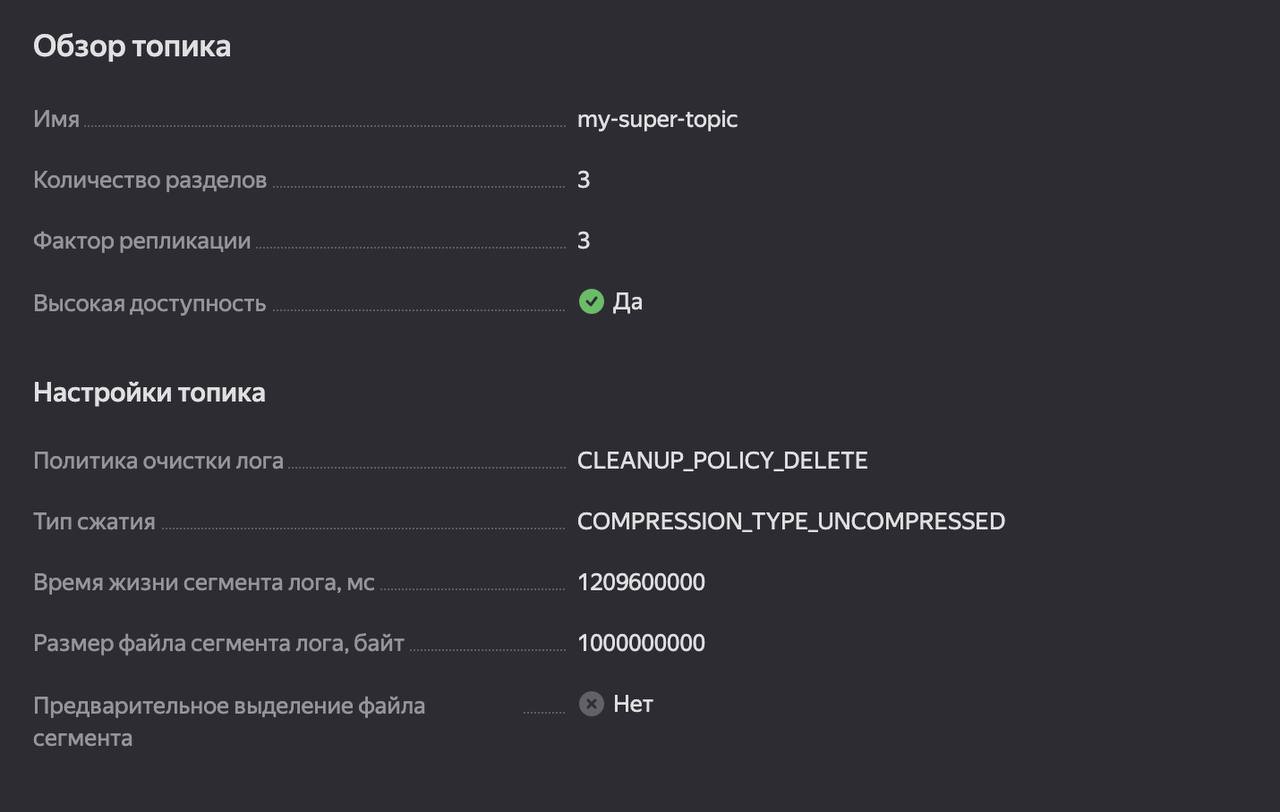 Обзор топика
Имя my-super-topic
Количество разделов 3
Фактор репликации 3
Высокая доступность Да
Настройки топика
Политика очистки лога CLEANUP_POLICY_DELETE
Тип сжатия COMPRESSION_TYPE_UNCOMPRESSED
Время жизни сегмента лога, мс 1209600000
Размер файла сегмента лога, байт 1000000000
Предварительное выделение файла Нет
сегмента